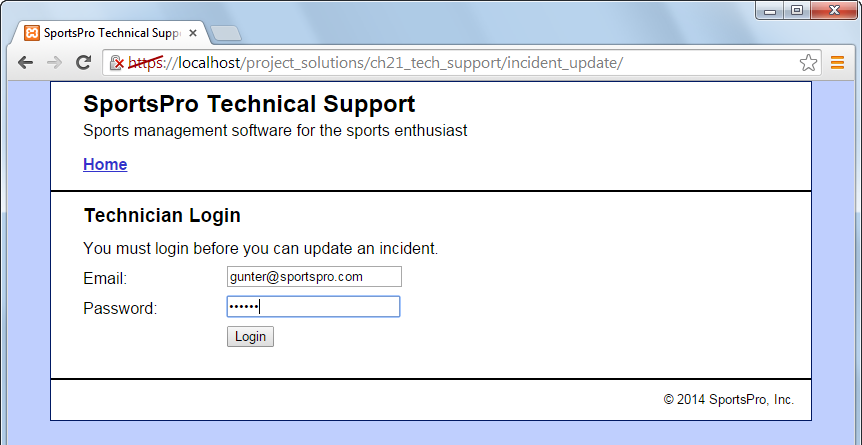 SportsPro Technical Supp
https://localhost/project_solutions/ch21_tech_support/incident_update/
SportsPro Technical Support
Sports management software for the sports enthusiast
Home
Technician Login
You must login before you can update an incident.
Email: gunter@sportspro.com
Password: ••••••
Login
© 2014 SportsPro, Inc.